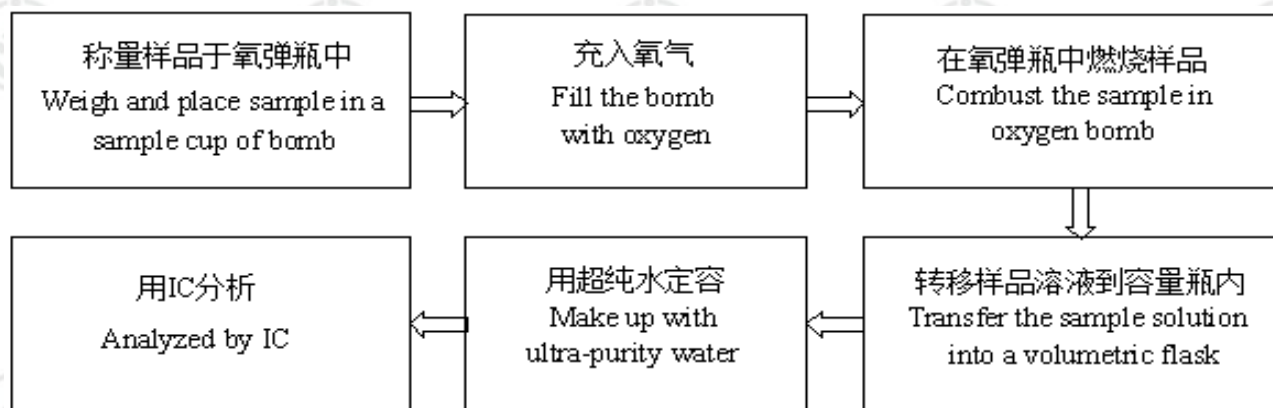 称量样品于氧弹瓶中
Weigh and place sample in a
sample cup of bomb
充入氧气
Fill the bomb
with oxygen
在氧弹瓶中燃烧样品
Combust the sample in
oxygen bomb
转移样品溶液到容量瓶内
Transfer the sample solution
into a volumetric flask
用超纯水定容
Make up with
ultra-purity water
用IC分析
Analyzed by IC